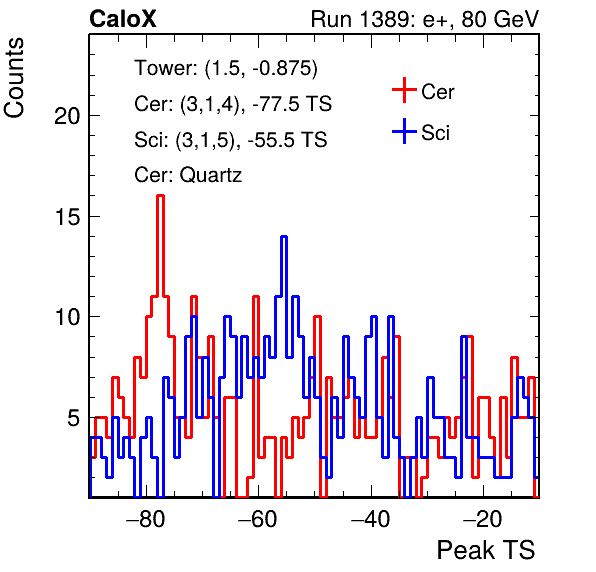 CaloX Run 1389: e+, 80 GeV
Counts
Tower: (1.5, -0.875)
Cer: (3,1,4), -77.5 TS
Sci: (3,1,5), -55.5 TS
Cer: Quartz
Cer
Sci
20
15
10
5
−80 −60 −40 −20
Peak TS